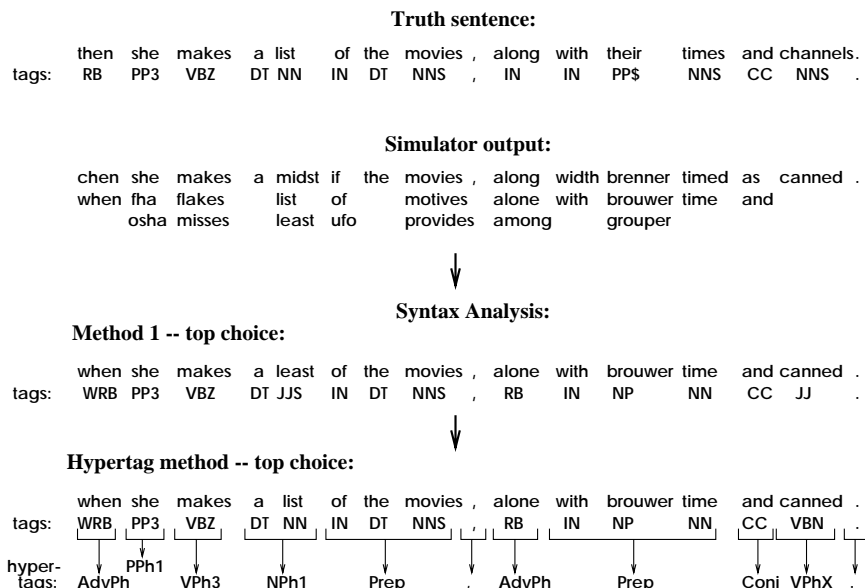 Truth sentence:
then she makes a list of the movies , along with their times and channels.
tags: RB PP3 VBZ DT NN IN DT NNS , IN IN PP$ NNS CC NNS .
Simulator output:
chen she makes a midst if the movies , along width brenner timed as canned .
when fha flakes list of motives alone with brouwer time and
osha misses least ufo provides among grouper
Syntax Analysis:
Method 1 -- top choice:
when she makes a least of the movies , alone with brouwer time and canned .
tags: WRB PP3 VBZ DT JJS IN DT NNS , RB IN NP NN CC JJ .
Hypertag method -- top choice:
when she makes a list of the movies , alone with brouwer time and canned .
tags: WRB PP3 VBZ DT NN IN DT NNS , RB IN NP NN CC VBN .
hyper- PPh1
tags: AdvPh VPh3 NPh1 Prep , AdvPh Prep Conj VPhX .